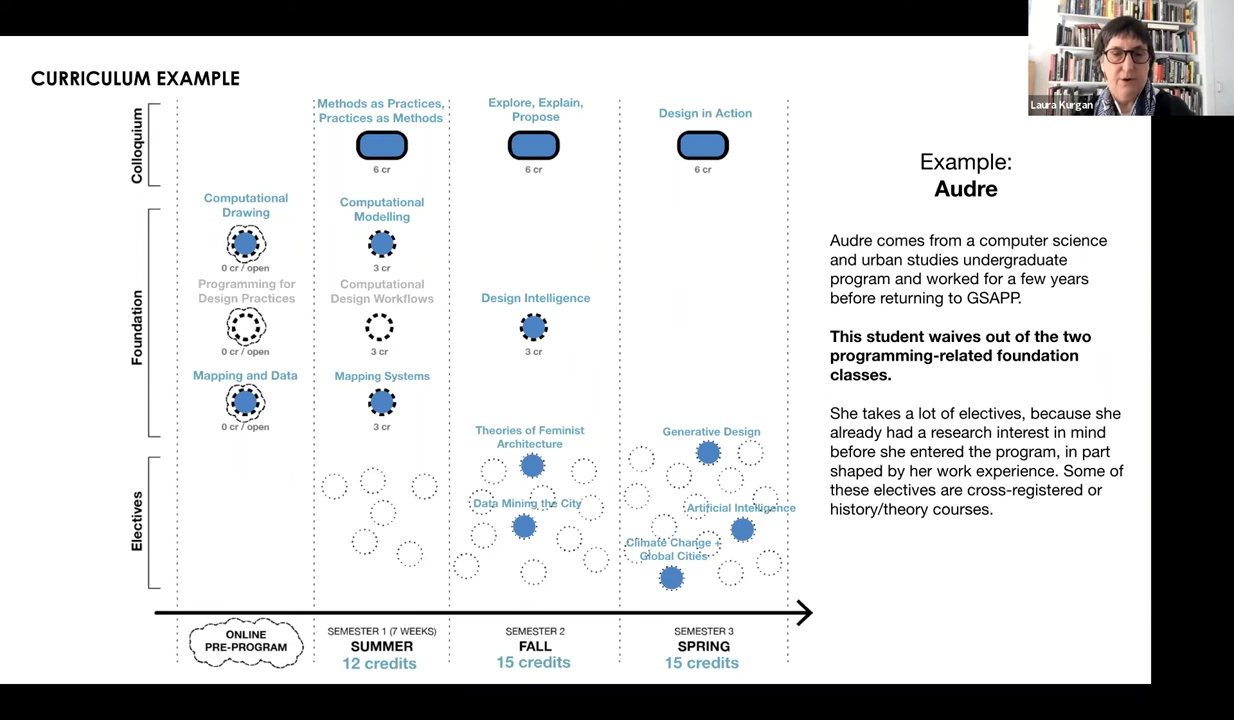 CURRICULUM EXAMPLE
Laura Kurgan
Colloquium
Methods as Practices,
Practices as Methods
6 cr
Explore, Explain,
Propose
6 cr
Design in Action
6 cr
Foundation
Computational
Drawing
0 cr / open
Computational
Modelling
3 cr
Programming for
Design Practices
0 cr / open
Computational
Design Workflows
3 cr
Design Intelligence
3 cr
Mapping and Data
0 cr / open
Mapping Systems
3 cr
Electives
Theories of Feminist
Architecture
Data Mining the City
Generative Design
Artificial Intelligence
Climate Change +
Global Cities
ONLINE
PRE-PROGRAM
SEMESTER 1 (7 WEEKS)
SUMMER
12 credits
SEMESTER 2
FALL
15 credits
SEMESTER 3
SPRING
15 credits
Example:
Audre
Audre comes from a computer science
and urban studies undergraduate
program and worked for a few years
before returning to GSAPP.
This student waives out of the two
programming-related foundation
classes.
She takes a lot of electives, because she
already had a research interest in mind
before she entered the program, in part
shaped by her work experience. Some of
these electives are cross-registered or
history/theory courses.